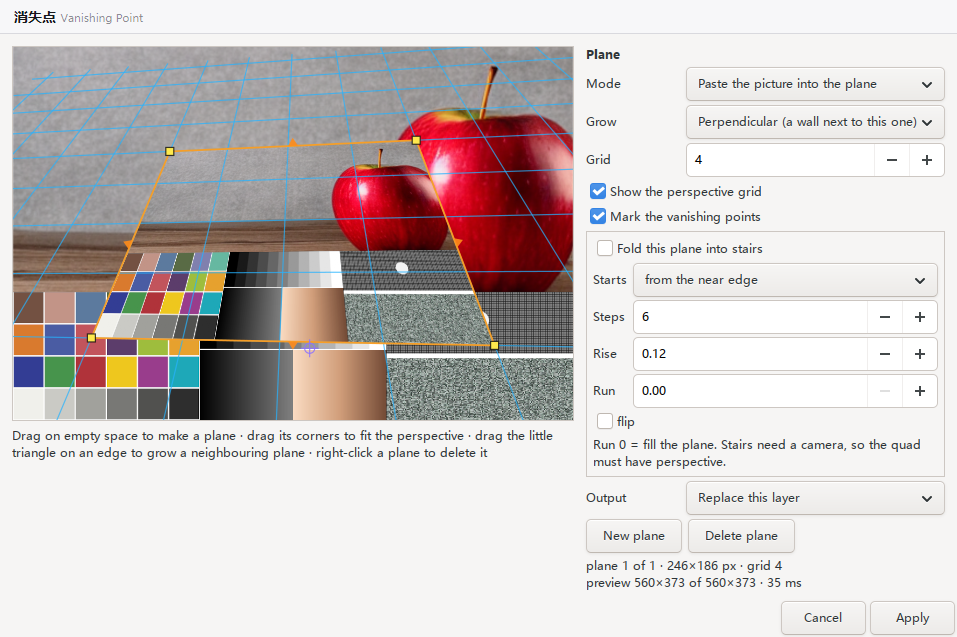 消失点 Vanishing Point
Plane
Mode Paste the picture into the plane
Grow Perpendicular (a wall next to this one)
Grid 4
Show the perspective grid
Mark the vanishing points
Fold this plane into stairs
Starts from the near edge
Steps 6
Rise 0.12
Run 0.00
flip
Run 0 = fill the plane. Stairs need a camera, so the quad
must have perspective.
Output Replace this layer
New plane Delete plane
plane 1 of 1 · 246×186 px · grid 4
preview 560×373 of 560×373 · 35 ms
Drag on empty space to make a plane · drag its corners to fit the perspective · drag the little
triangle on an edge to grow a neighbouring plane · right-click a plane to delete it
Cancel Apply